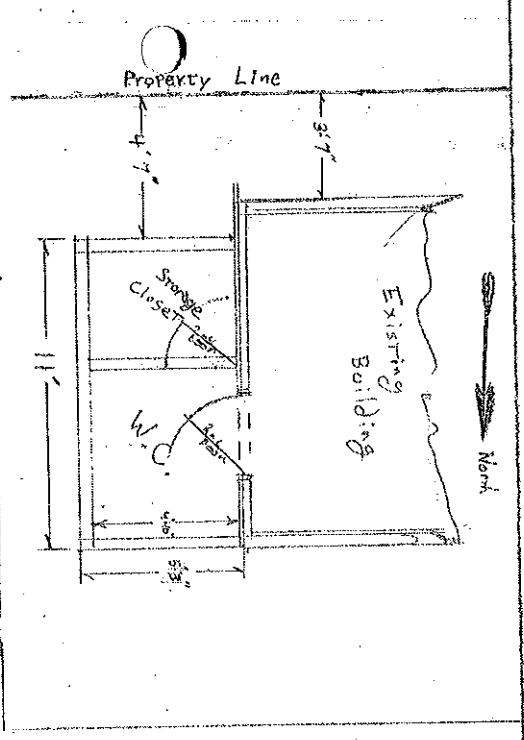 Property Line
4'7"
3'7"
Storage
Closet
Existing
Building
North
W.C.
11'